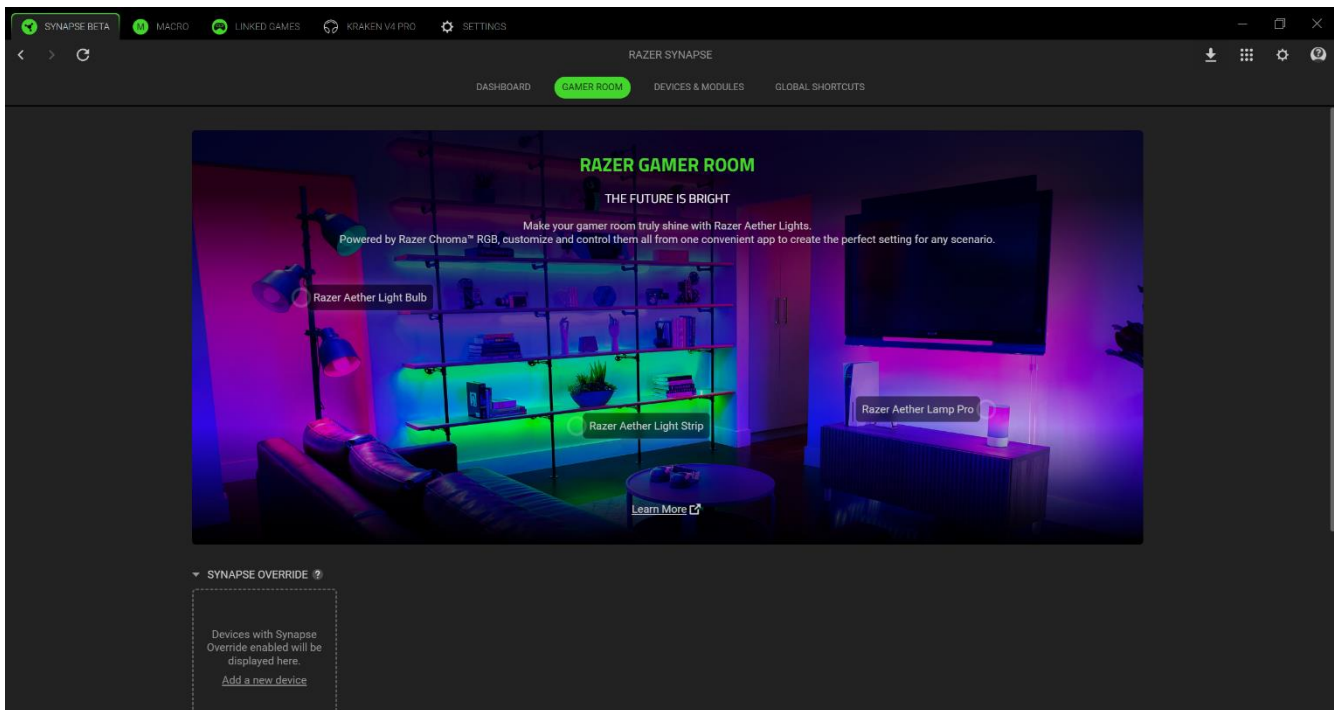 SYNAPSE BETA
MACRO
LINKED GAMES
KRAKEN V4 PRO
SETTINGS
RAZER SYNAPSE
DASHBOARD
GAMER ROOM
DEVICES & MODULES
GLOBAL SHORTCUTS
RAZER GAMER ROOM
THE FUTURE IS BRIGHT
Make your gamer room truly shine with Razer Aether Lights.
Powered by Razer Chroma™ RGB, customize and control them all from one convenient app to create the perfect setting for any scenario.
Razer Aether Light Bulb
Razer Aether Lamp Pro
Razer Aether Light Strip
Learn More
SYNAPSE OVERRIDE ?
Devices with Synapse
Override enabled will be
displayed here.
Add a new device